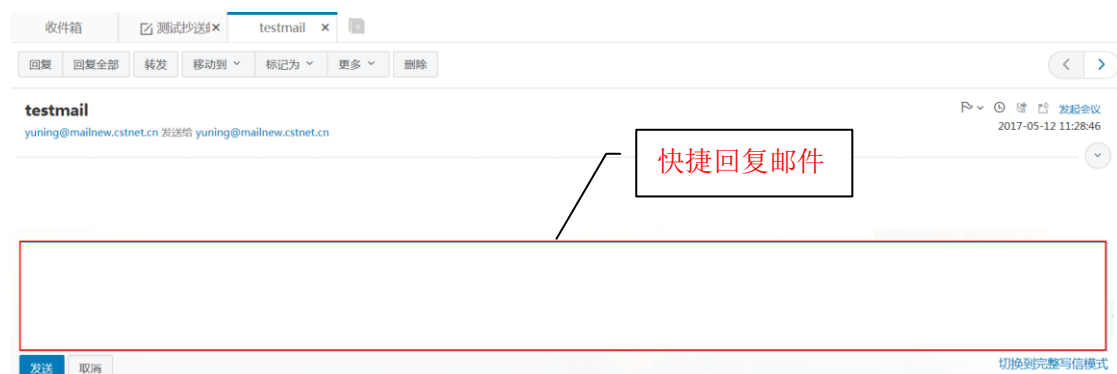 收件箱 测试抄送 testmail
回复 回复全部 转发 移动到 标记为 更多 删除
testmail
发起会议
yuning@mailnew.cstnet.cn 发送给 yuning@mailnew.cstnet.cn
2017-05-12 11:28:46
快捷回复邮件
发送 取消
切换到完整写信模式